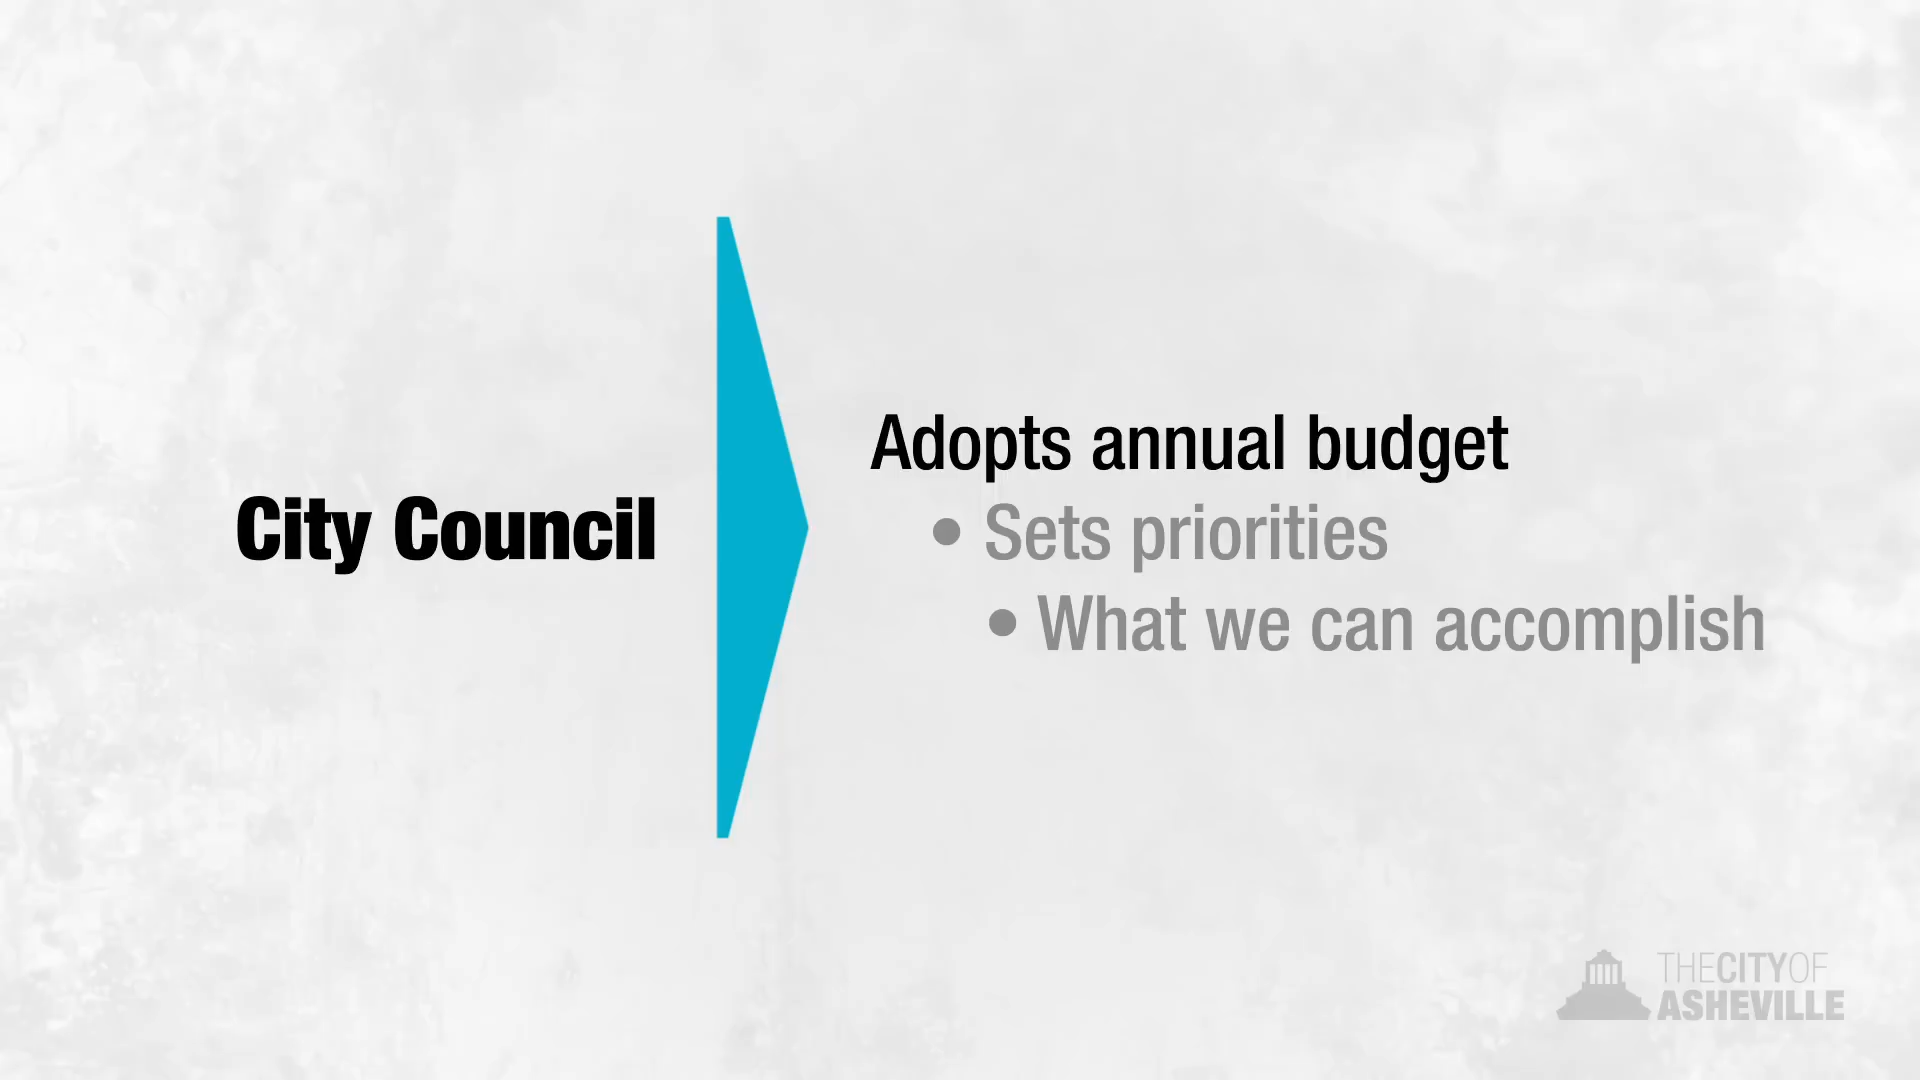 City Council
Adopts annual budget
• Sets priorities
• What we can accomplish
THECITYOF
ASHEVILLE